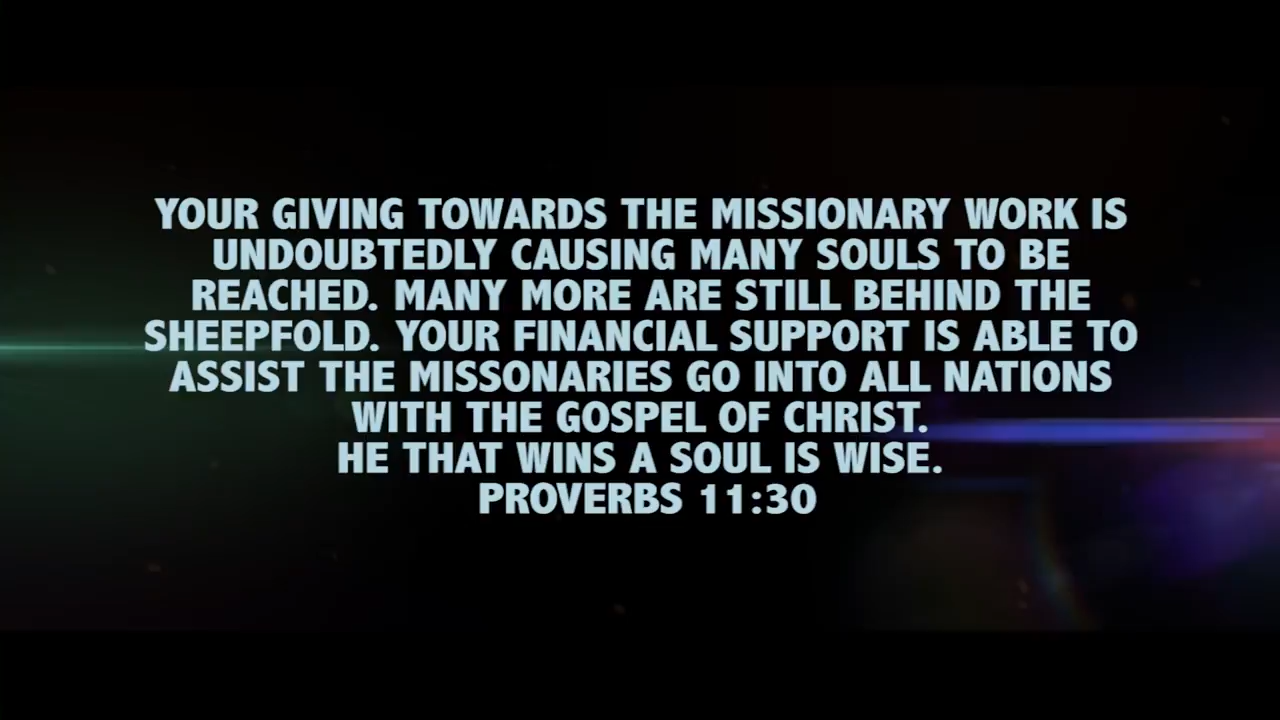 YOUR GIVING TOWARDS THE MISSIONARY WORK IS
UNDOUBTEDLY CAUSING MANY SOULS TO BE
REACHED. MANY MORE ARE STILL BEHIND THE
SHEEPFOLD. YOUR FINANCIAL SUPPORT IS ABLE TO
ASSIST THE MISSONARIES GO INTO ALL NATIONS
WITH THE GOSPEL OF CHRIST.
HE THAT WINS A SOUL IS WISE.
PROVERBS 11:30